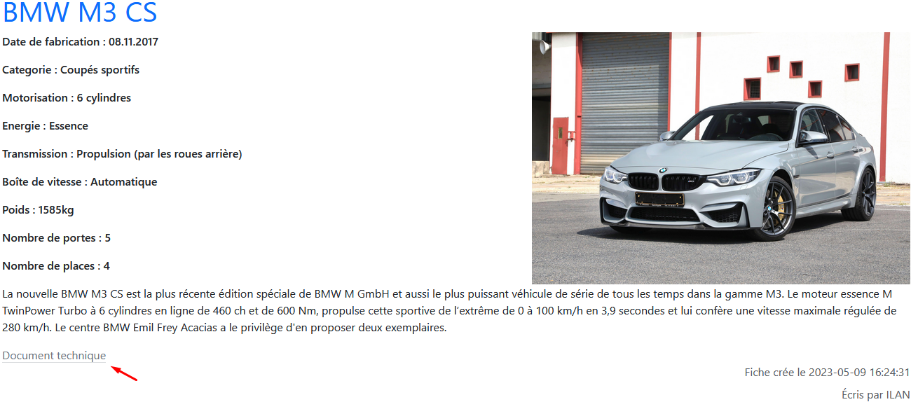 BMW M3 CS
Date de fabrication : 08.11.2017
Categorie : Coupés sportifs
Motorisation : 6 cylindres
Energie : Essence
Transmission : Propulsion (par les roues arrière)
Boîte de vitesse : Automatique
Poids : 1585kg
Nombre de portes : 5
Nombre de places : 4
La nouvelle BMW M3 CS est la plus récente édition spéciale de BMW M GmbH et aussi le plus puissant véhicule de série de tous les temps dans la gamme M3. Le moteur essence M
TwinPower Turbo à 6 cylindres en ligne de 460 ch et de 600 Nm, propulse cette sportive de l'extrême de 0 à 100 km/h en 3,9 secondes et lui confère une vitesse maximale régulée de
280 km/h. Le centre BMW Emil Frey Acacias a le privilège d'en proposer deux exemplaires.
Document technique
Fiche crée le 2023-05-09 16:24:31
Écris par ILAN